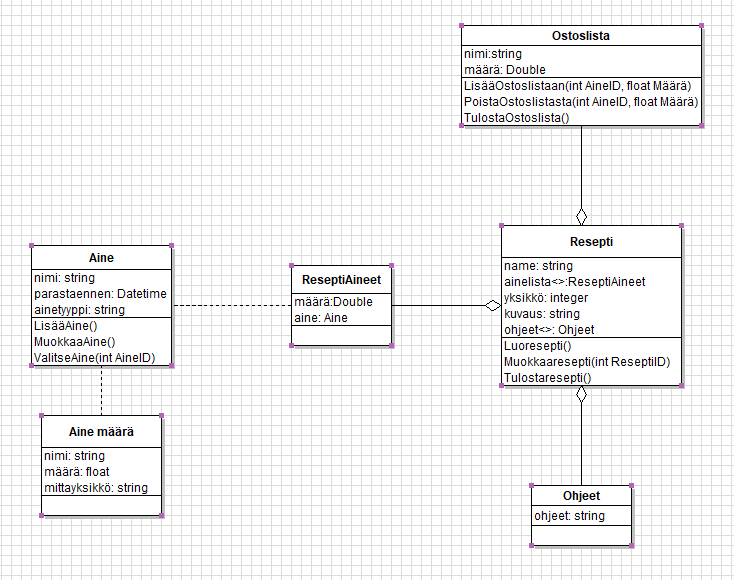 Ostoslista
nimi:string
määrä: Double
LisääOstoslistaan(int AineID, float Määrä)
PoistaOstoslistasta(int AineID, float Määrä)
TulostaOstoslista()
Resepti
name: string
ainelista<>:ReseptiAineet
yksikkö: integer
kuvaus: string
ohjeet<>: Ohjeet
Luoresepti()
Muokkaaresepti(int ReseptiID)
Tulostaresepti()
Aine
nimi: string
parastaennen: Datetime
ainetyyppi: string
LisääAine()
MuokkaaAine()
ValitseAine(int AineID)
ReseptiAineet
määrä:Double
aine: Aine
Aine määrä
nimi: string
määrä: float
mittayksikkö: string
Ohjeet
ohjeet: string